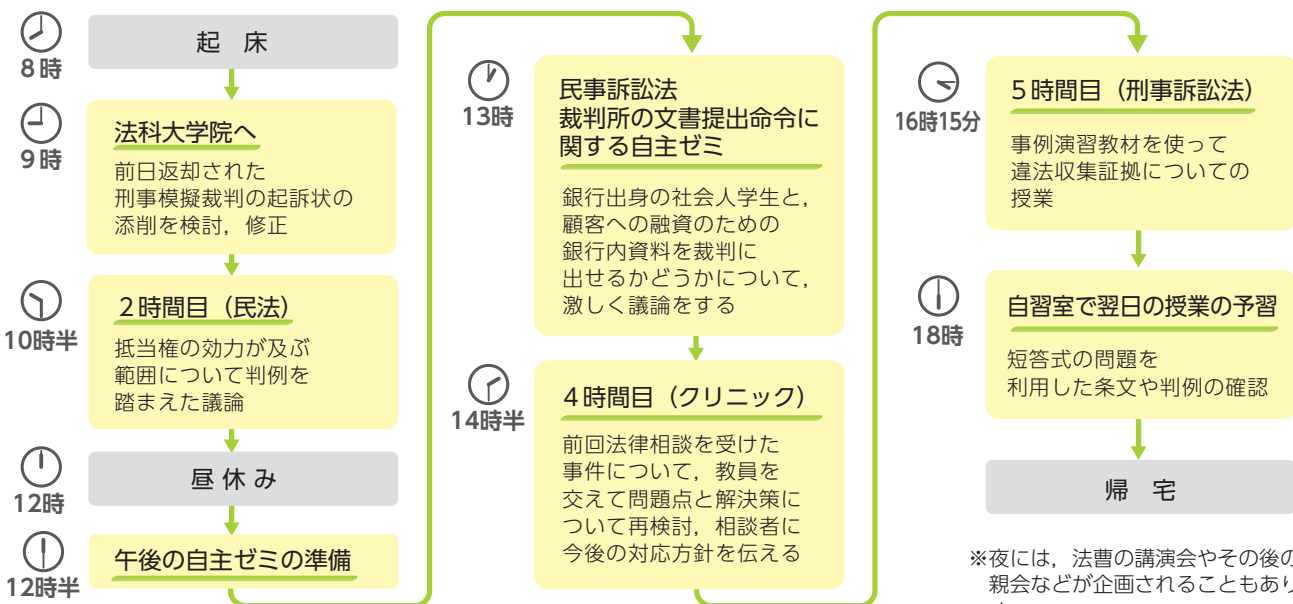 8時
起 床
9時
法科大学院へ
前日返却された
刑事模擬裁判の起訴状の
添削を検討，修正
10時半
２時間目（民法）
抵当権の効力が及ぶ
範囲について判例を
踏まえた議論
12時
昼 休 み
12時半
午後の自主ゼミの準備
13時
民事訴訟法
裁判所の文書提出命令に
関する自主ゼミ
銀行出身の社会人学生と，
顧客への融資のための
銀行内資料を裁判に
出せるかどうかについて，
激しく議論をする
14時半
４時間目（クリニック）
前回法律相談を受けた
事件について，教員を
交えて問題点と解決策に
ついて再検討，相談者に
今後の対応方針を伝える
16時15分
５時間目（刑事訴訟法）
事例演習教材を使って
違法収集証拠についての
授業
18時
自習室で翌日の授業の予習
短答式の問題を
利用した条文や判例の確認
帰 宅
※夜には，法曹の講演会やその後の
親会などが企画されることもあり